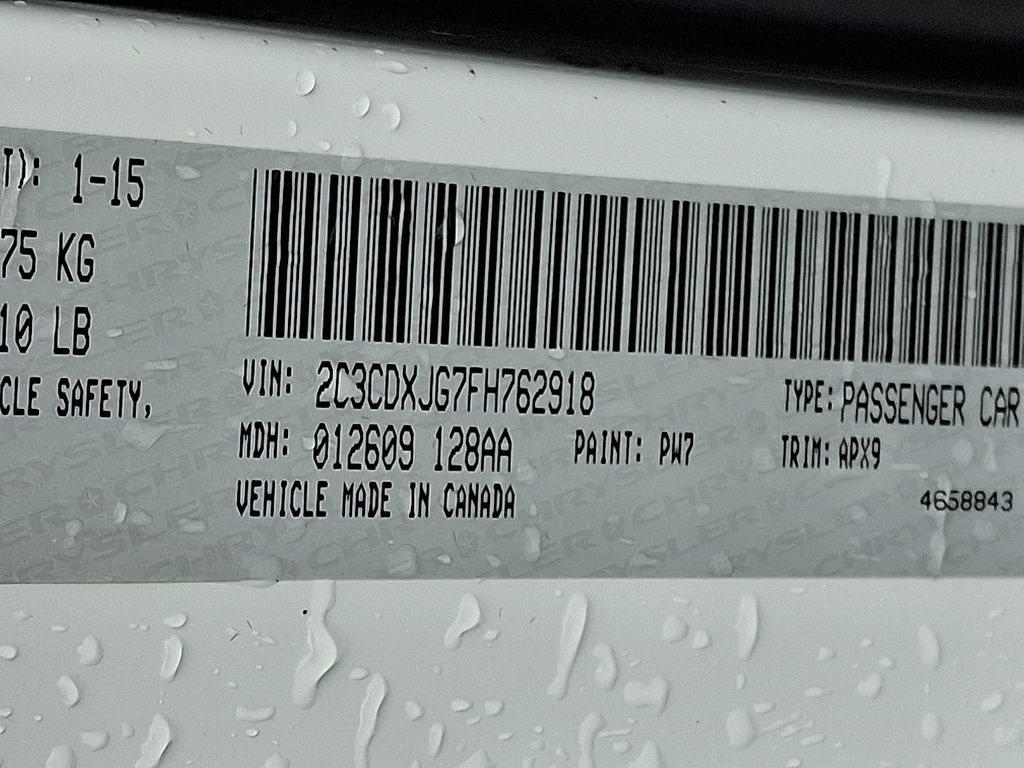 T): 1-15
75 KG
10 LB
CLE SAFETY,
VIN: 2C3CDXJG7FH762918
TYPE: PASSENGER CAR
MDH: 012609 128AA
PAINT: PW7
TRIM: APX9
VEHICLE MADE IN CANADA
4658843